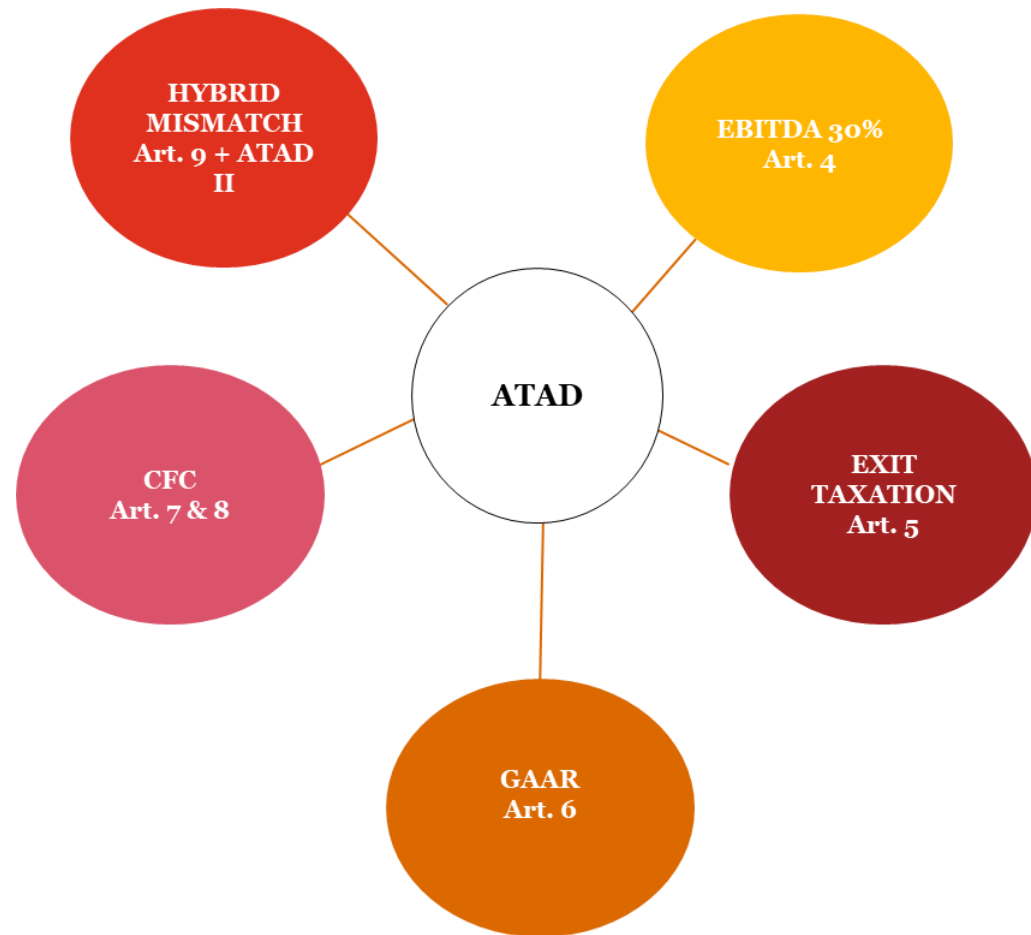 HYBRID
MISMATCH
Art. 9 + ATAD
II
EBITDA 30%
Art. 4
ATAD
CFC
Art. 7 & 8
EXIT
TAXATION
Art. 5
GAAR
Art. 6